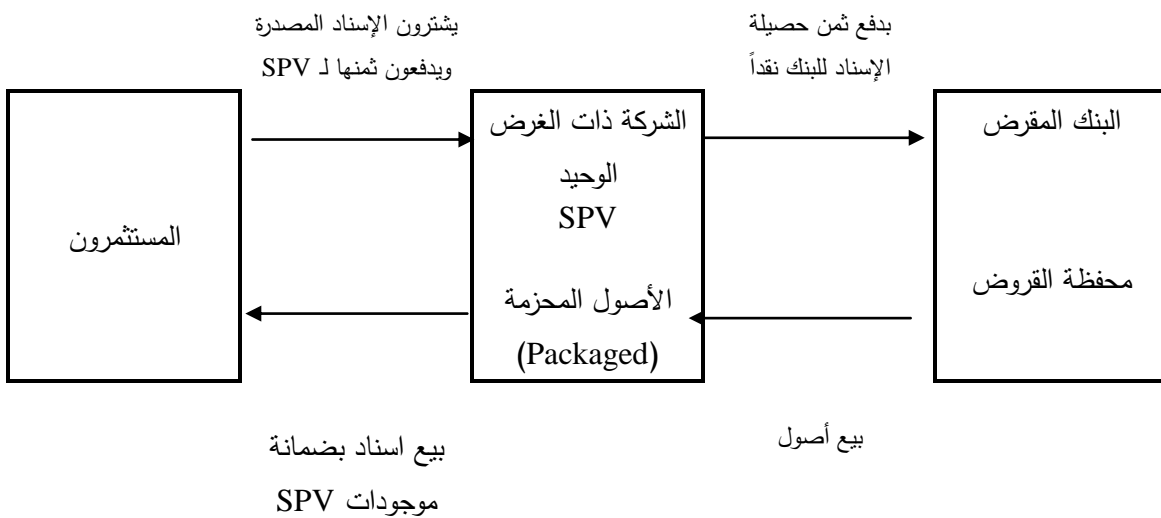 بدفع ثمن حصيلة
الإسناد للبنك نقداً
يشترون الإسناد المصدرة
ويدفعون ثمنها لـ SPV
البنك المقرض
محفظة القروض
الشركة ذات الغرض
الوحيد
SPV
الأصول المحزمة
(Packaged)
المستثمرون
بيع أصول
بيع اسناد بضمانة
موجودات SPV